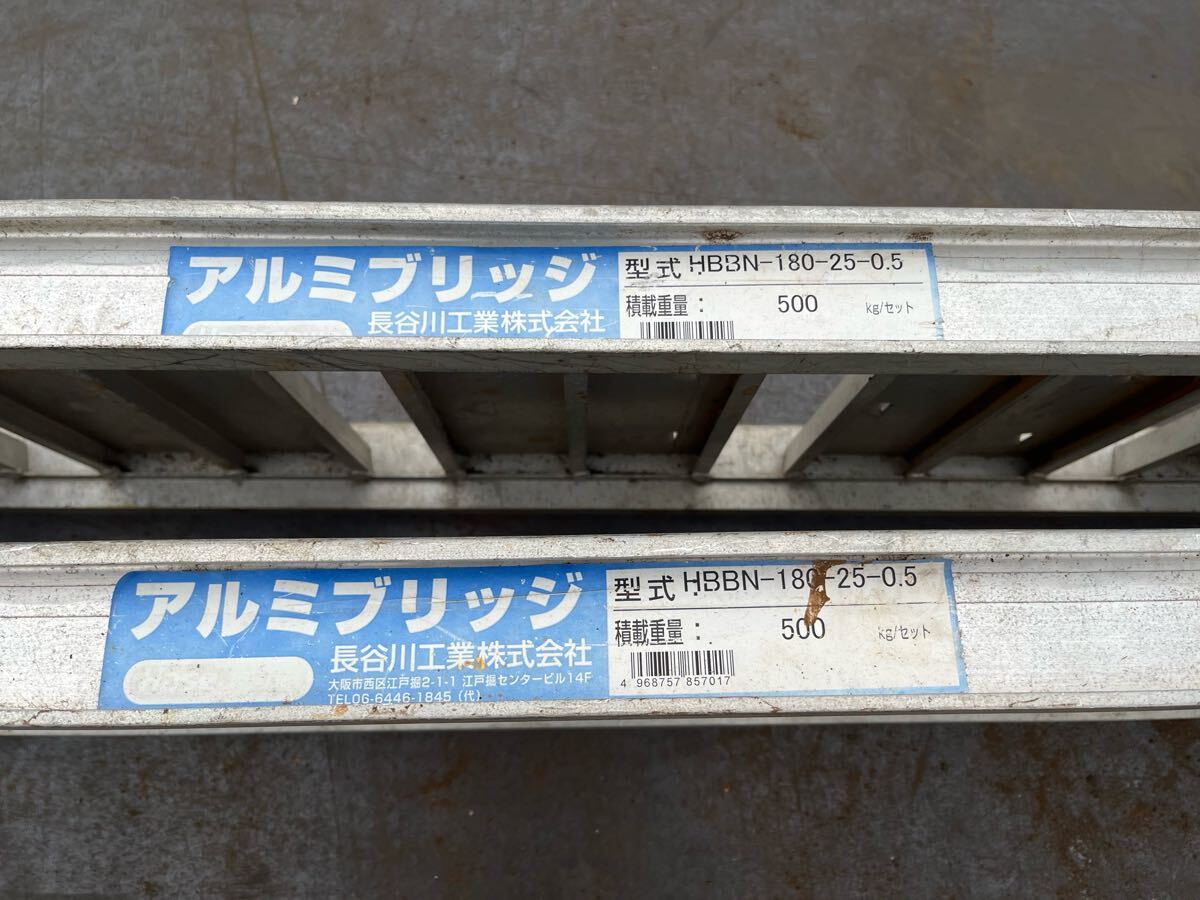 アルミブリッジ
長谷川工業株式会社
型式 HBBN-180-25-0.5
積載重量： 500 kg/セット
アルミブリッジ
長谷川工業株式会社
大阪市西区江戸堀2-1-1 江戸堀センタービル14F
TEL06-6446-1845（代）
型式 HBBN-180-25-0.5
積載重量： 500 kg/セット
4 968757 857017